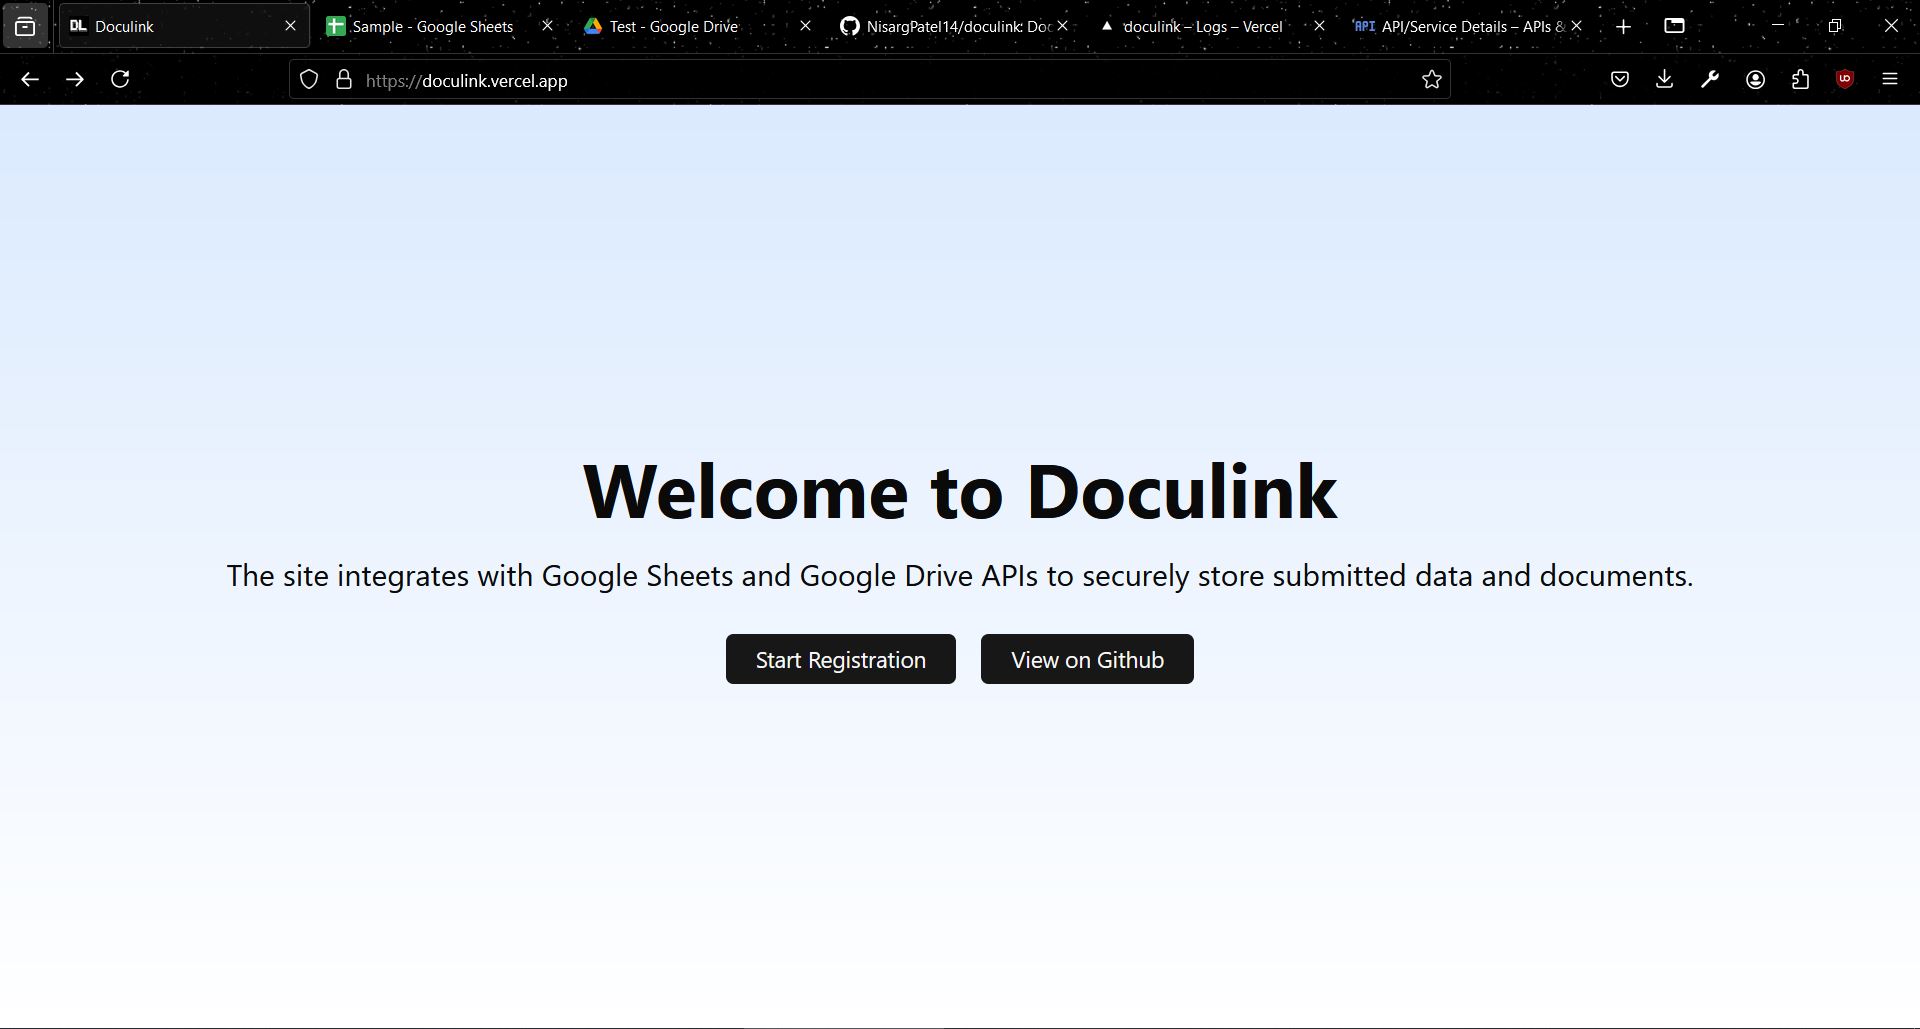 DL Doculink
Sample - Google Sheets
Test - Google Drive
NisargPatel14/doculink: Doc
doculink – Logs – Vercel
API API/Service Details – APIs &
https://doculink.vercel.app
Welcome to Doculink
The site integrates with Google Sheets and Google Drive APIs to securely store submitted data and documents.
Start Registration
View on Github